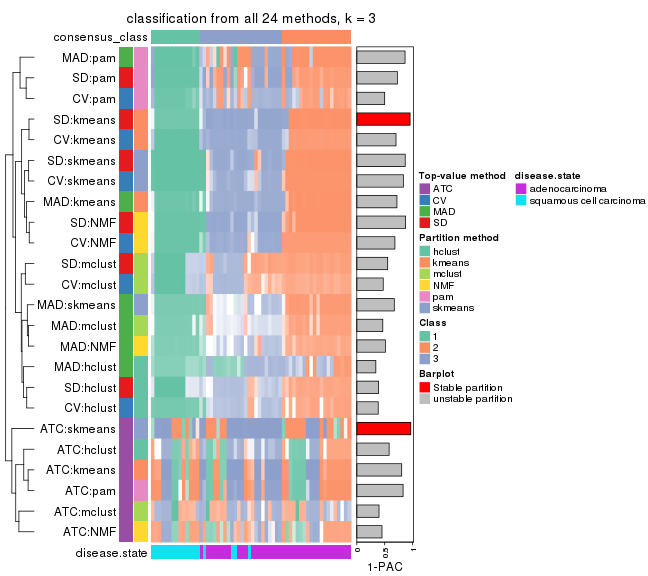 classification from all 24 methods, k = 3
consensus_class
MAD:pam
SD:pam
CV:pam
SD:kmeans
CV:kmeans
SD:skmeans
CV:skmeans
MAD:kmeans
SD:NMF
CV:NMF
SD:mclust
CV:mclust
MAD:skmeans
MAD:mclust
MAD:NMF
MAD:hclust
SD:hclust
CV:hclust
ATC:skmeans
ATC:hclust
ATC:kmeans
ATC:pam
ATC:mclust
ATC:NMF
disease.state
0 0.5 1
1-PAC
Top-value method
ATC
CV
MAD
SD
Partition method
hclust
kmeans
mclust
NMF
pam
skmeans
Class
1
2
3
Barplot
Stable partition
unstable partition
disease.state
adenocarcinoma
squamous cell carcinoma